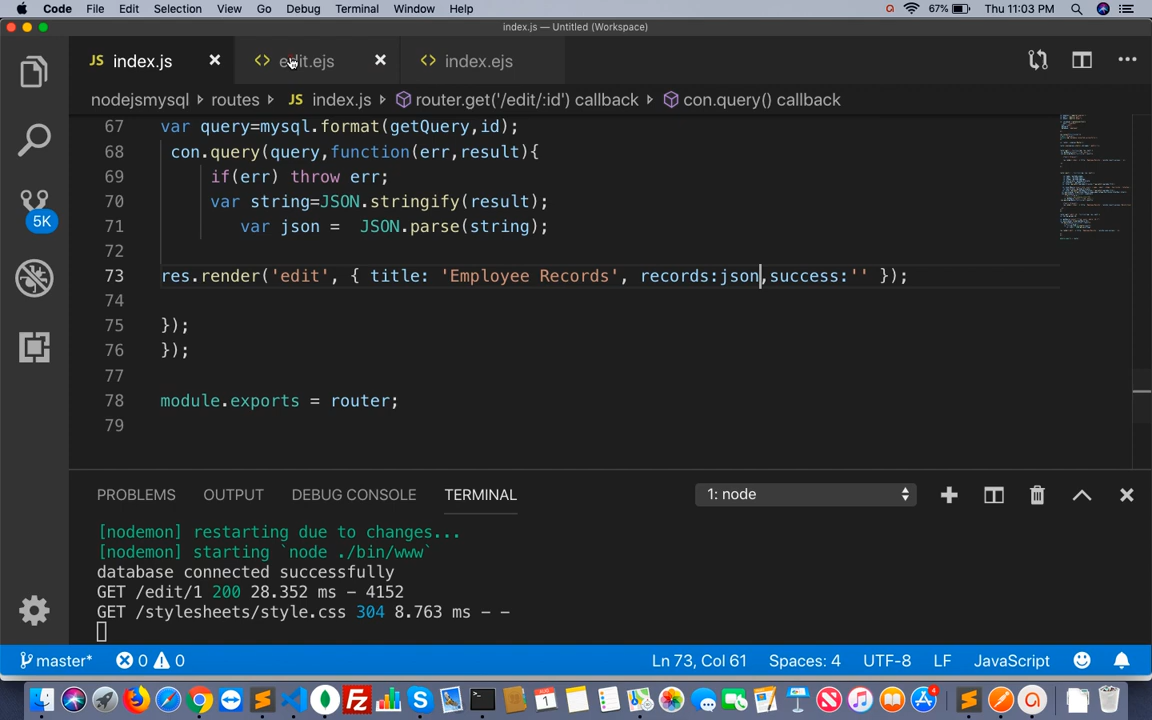 Code File Edit Selection View Go Debug Terminal Window Help 67% Thu 11:03 PM
index.js — Untitled (Workspace)
JS index.js edit.ejs index.ejs
nodejsmysql › routes › JS index.js › router.get('/edit/:id') callback › con.query() callback
67 var query=mysql.format(getQuery,id);
68 con.query(query,function(err,result){
69 if(err) throw err;
70 var string=JSON.stringify(result);
71 var json = JSON.parse(string);
72
73 res.render('edit', { title: 'Employee Records', records:json,success:'' });
74
75 });
76 });
77
78 module.exports = router;
79
5K
PROBLEMS OUTPUT DEBUG CONSOLE TERMINAL 1: node
[nodemon] restarting due to changes...
[nodemon] starting `node ./bin/www`
database connected successfully
GET /edit/1 200 28.352 ms - 4152
GET /stylesheets/style.css 304 8.763 ms - -
master* 0 0 Ln 73, Col 61 Spaces: 4 UTF-8 LF JavaScript